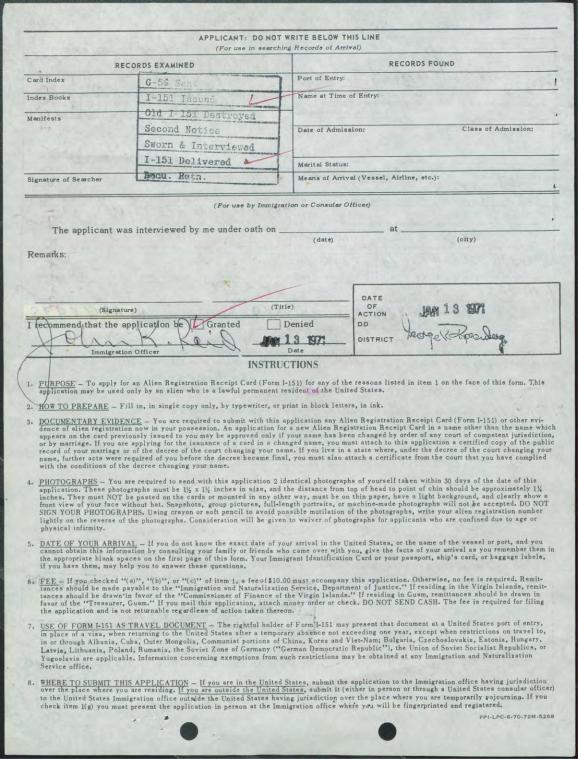 APPLICANT: DO NOT WRITE BELOW THIS LINE
(For use in searching Records of Arrival)
RECORDS EXAMINED
RECORDS FOUND
Card Index
G-56 Sent
Port of Entry:
Index Books
I-151 Issued
Name at Time of Entry:
Manifests
Old I-151 Destroyed
Second Notice
Date of Admission:
Class of Admission:
Sworn & Interviewed
I-151 Delivered
Marital Status:
Signature of Searcher
Docu. Retn.
Means of Arrival (Vessel, Airline, etc.):
(For use by Immigration or Consular Officer)
The applicant was interviewed by me under oath on
at
(date)
(city)
Remarks:
(Signature)
(Title)
I recommend that the application be
Granted
Denied
John K. Reid
JAN 13 1971
Immigration Officer
Date
DATE
OF
ACTION
JAN 13 1971
DD
DISTRICT
INSTRUCTIONS
1. PURPOSE – To apply for an Alien Registration Receipt Card (Form I-151) for any of the reasons listed in item 1 on the face of this form. This
application may be used only by an alien who is a lawful permanent resident of the United States.
2. HOW TO PREPARE – Fill in, in single copy only, by typewriter, or print in block letters, in ink.
3. DOCUMENTARY EVIDENCE – You are required to submit with this application any Alien Registration Receipt Card (Form I-151) or other evi-
dence of alien registration now in your possession. An application for a new Alien Registration Receipt Card in a name other than the name which
appears on the card previously issued to you may be approved only if your name has been changed by order of any court of competent jurisdiction,
or by marriage. If you are applying for the issuance of a card in a changed name, you must attach to this application a certified copy of the public
record of your marriage or of the decree of the court changing your name. If you live in a state where, under the decree of the court changing your
name, further acts were required of you before the decree became final, you must also attach a certificate from the court that you have complied
with the conditions of the decree changing your name.
4. PHOTOGRAPHS – You are required to send with this application 2 identical photographs of yourself taken within 30 days of the date of this
application. These photographs must be 1½ x 1½ inches in size, and the distance from top of head to point of chin should be approximately 1¼
inches. They must NOT be pasted on the cards or mounted in any other way, must be on thin paper, have a light background, and clearly show a
front view of your face without hat. Snapshots, group pictures, full-length portraits, or machine-made photographs will not be accepted. DO NOT
SIGN YOUR PHOTOGRAPHS. Using crayon or soft pencil to avoid possible mutilation of the photographs, write your alien registration number
lightly on the reverse of the photographs. Consideration will be given to waiver of photographs for applicants who are confined due to age or
physical infirmity.
5. DATE OF YOUR ARRIVAL – If you do not know the exact date of your arrival in the United States, or the name of the vessel or port, and you
cannot obtain this information by consulting your family or friends who came over with you, give the facts of your arrival as you remember them in
the appropriate blank spaces on the first page of this form. Your Immigrant Identification Card or your passport, ship's card, or baggage labels,
if you have them, may help you to answer these questions.
6. FEE – If you checked "(a)", "(b)", or "(c)" of item 1, a fee of $10.00 must accompany this application. Otherwise, no fee is required. Remit-
tances should be made payable to the "Immigration and Naturalization Service, Department of Justice." If residing in the Virgin Islands, remit-
tances should be drawn in favor of the "Commissioner of Finance of the Virgin Islands." If residing in Guam, remittances should be drawn in
favor of the "Treasurer, Guam." If you mail this application, attach money order or check. DO NOT SEND CASH. The fee is required for filing
the application and is not returnable regardless of action taken thereon.
7. USE OF FORM I-151 AS TRAVEL DOCUMENT – The rightful holder of Form I-151 may present that document at a United States port of entry,
in place of a visa, when returning to the United States after a temporary absence not exceeding one year, except when restrictions on travel to,
in or through Albania, Cuba, Outer Mongolia, Communist portions of China, Korea and Viet-Nam; Bulgaria, Czechoslovakia, Estonia, Hungary,
Latvia, Lithuania, Poland, Rumania, the Soviet Zone of Germany ("German Democratic Republic"), the Union of Soviet Socialist Republics, or
Yugoslavia are applicable. Information concerning exemptions from such restrictions may be obtained at any Immigration and Naturalization
Service office.
8. WHERE TO SUBMIT THIS APPLICATION – If you are in the United States, submit the application to the Immigration office having jurisdiction
over the place where you are residing. If you are outside the United States, submit it (either in person or through a United States consular officer)
to the United States Immigration office outside the United States having jurisdiction over the place where you are temporarily sojourning. If you
check item 1(g) you must present the application in person at the Immigration office where you will be fingerprinted and registered.
FPI-LPC-6-70-72M-5268